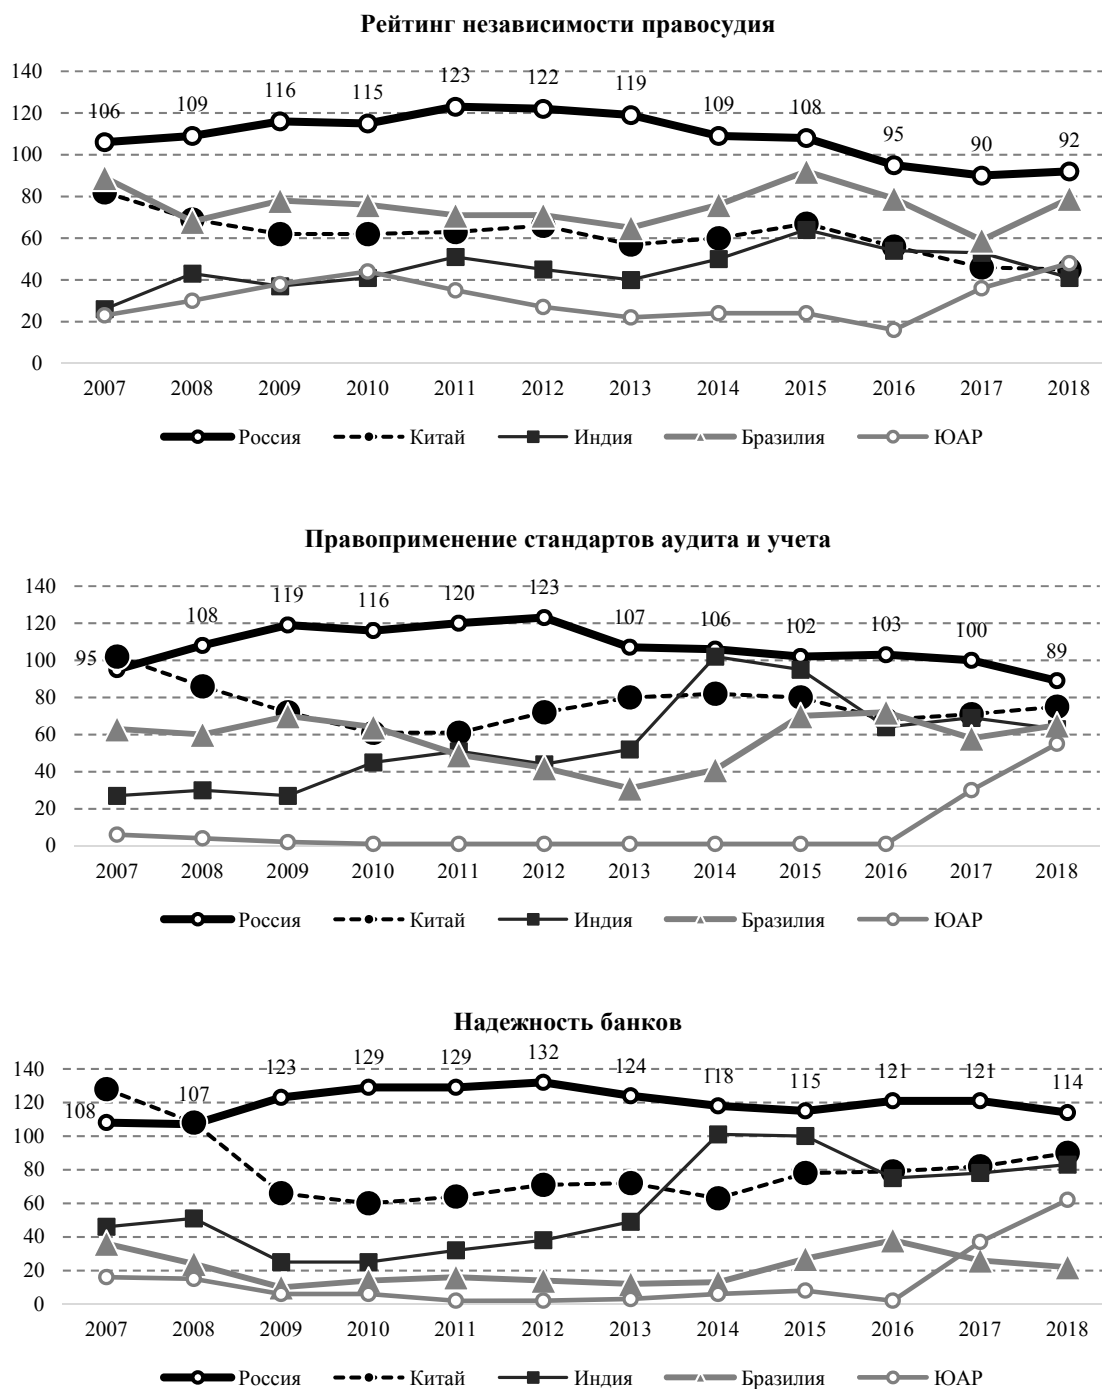 Рейтинг независимости правосудия
140
120
100
80
60
40
20
0
106 109 116 115 123 122 119 109 108 95 90 92
2007 2008 2009 2010 2011 2012 2013 2014 2015 2016 2017 2018
Россия Китай Индия Бразилия ЮАР
Правоприменение стандартов аудита и учета
140
120
100
80
60
40
20
0
95 108 119 116 120 123 107 106 102 103 100 89
2007 2008 2009 2010 2011 2012 2013 2014 2015 2016 2017 2018
Россия Китай Индия Бразилия ЮАР
Надежность банков
140
120
100
80
60
40
20
0
108 107 123 129 129 132 124 118 115 121 121 114
2007 2008 2009 2010 2011 2012 2013 2014 2015 2016 2017 2018
Россия Китай Индия Бразилия ЮАР